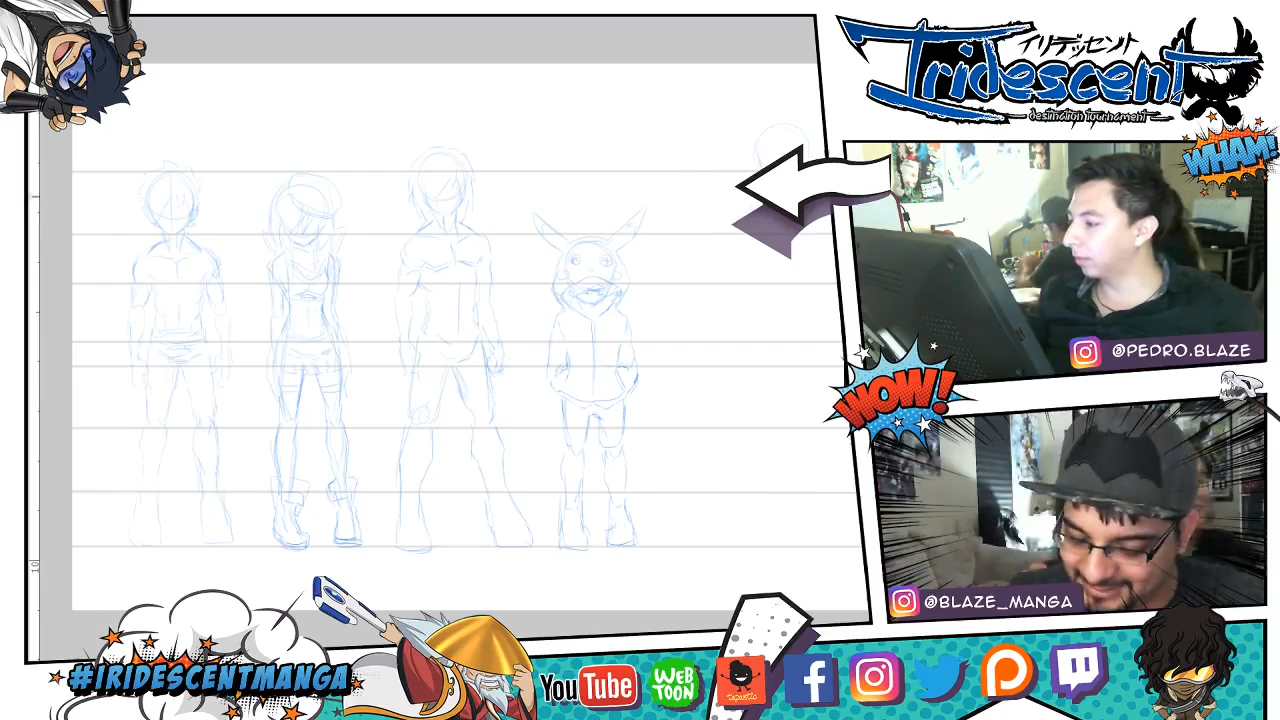 イリデッセント
Iridescent
destination tournament
WHAM!
@PEDRO.BLAZE
WOW!
@BLAZE_MANGA
#IRIDESCENTMANGA
YouTube
WEB
TOON
tapastic
10